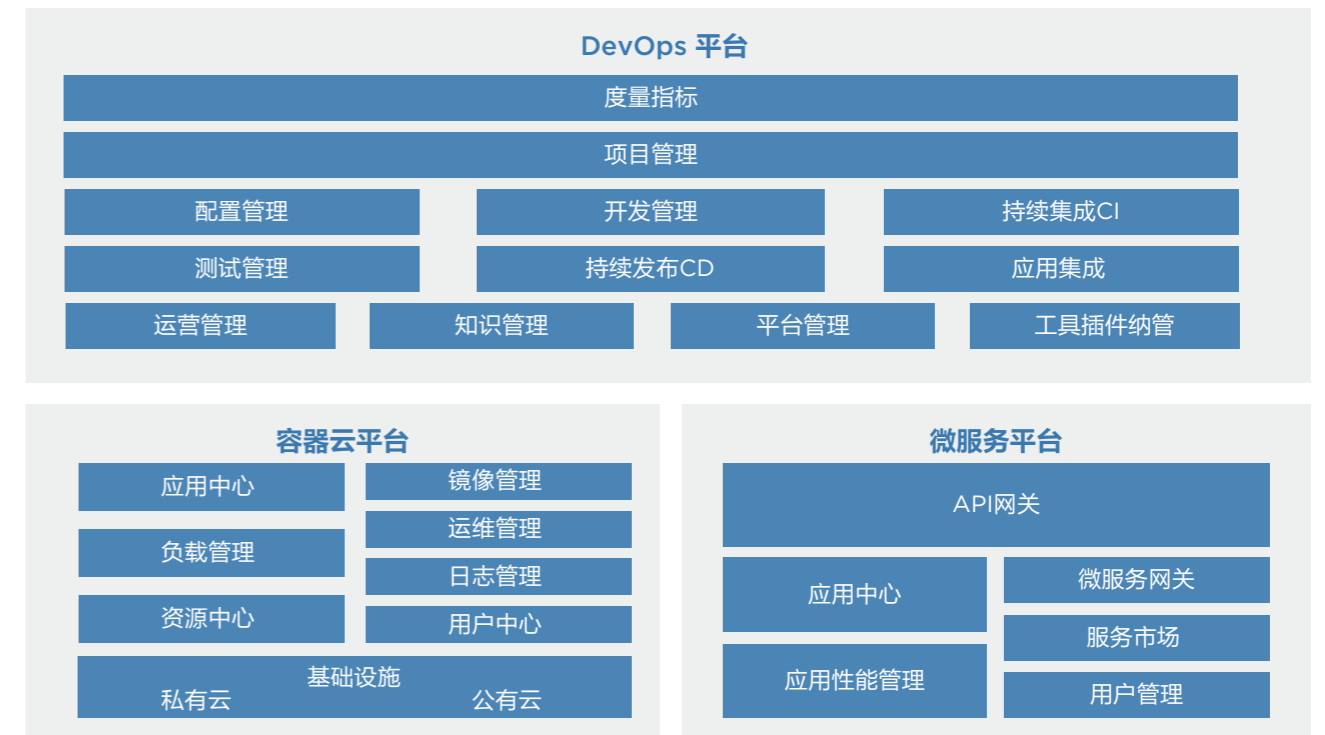 DevOps 平台
度量指标
项目管理
配置管理
开发管理
持续集成CI
测试管理
持续发布CD
应用集成
运营管理
知识管理
平台管理
工具插件纳管
容器云平台
应用中心
负载管理
资源中心
镜像管理
运维管理
日志管理
用户中心
基础设施
私有云
公有云
微服务平台
API网关
应用中心
应用性能管理
微服务网关
服务市场
用户管理